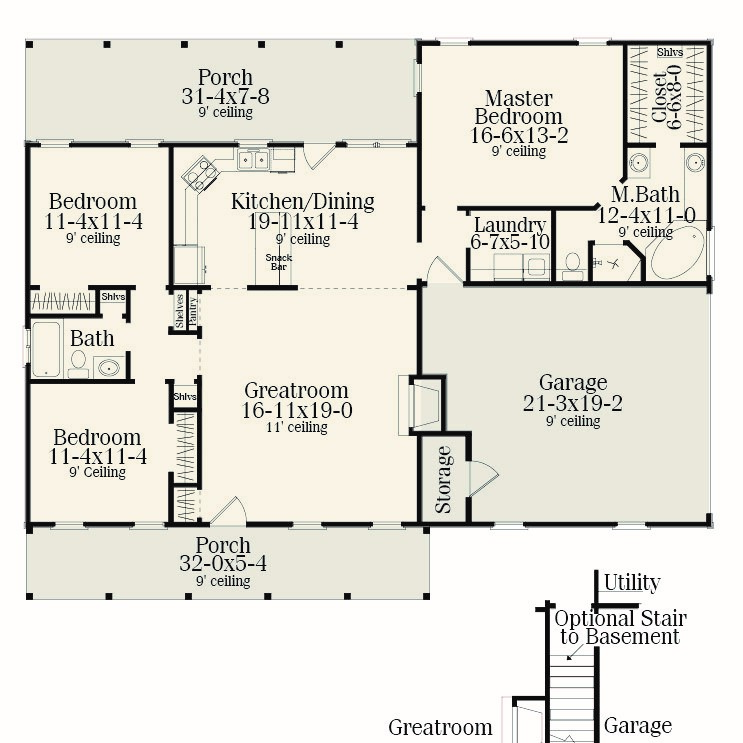 Porch
31-4x7-8
9' ceiling
Master
Bedroom
16-6x13-2
9' ceiling
Shlvs
Closet
6-6x8-0
Bedroom
11-4x11-4
9' ceiling
Kitchen/Dining
19-11x11-4
9' ceiling
Snack
Bar
Laundry
6-7x5-10
M.Bath
12-4x11-0
9' ceiling
Shlvs
Shelves
Pantry
Bath
Shlvs
Greatroom
16-11x19-0
11' ceiling
Garage
21-3x19-2
9' ceiling
Bedroom
11-4x11-4
9' Ceiling
Storage
Porch
32-0x5-4
9' ceiling
Utility
Optional Stair
to Basement
Greatroom
Garage